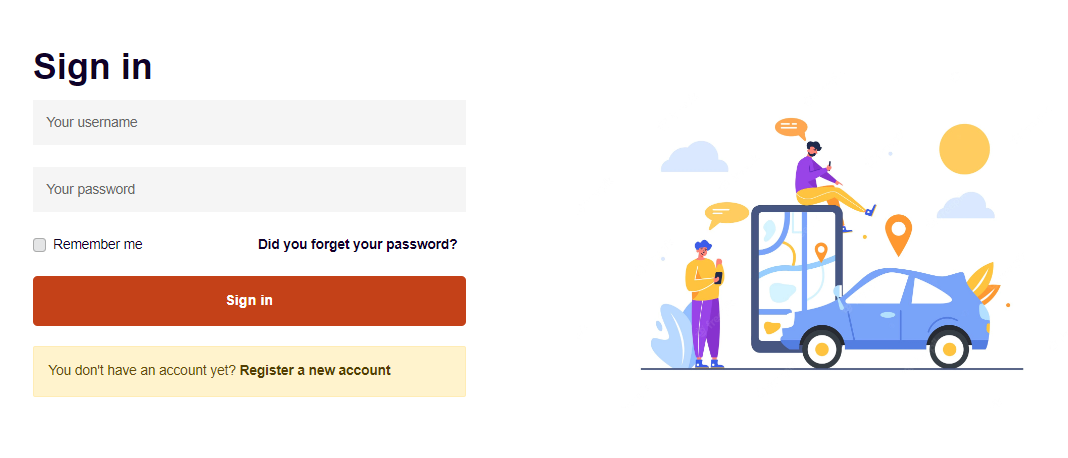 Sign in
Your username
Your password
Remember me
Did you forget your password?
Sign in
You don't have an account yet? Register a new account